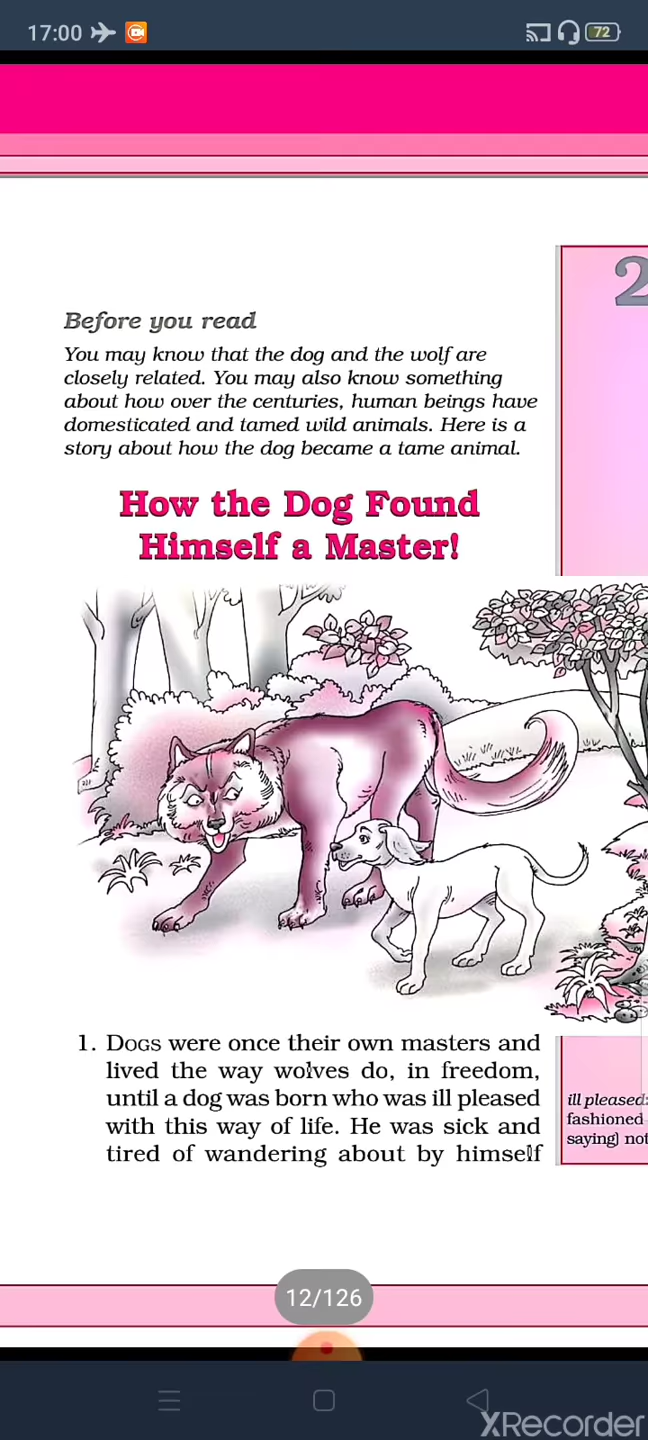 17:00
72
2
Before you read
You may know that the dog and the wolf are
closely related. You may also know something
about how over the centuries, human beings have
domesticated and tamed wild animals. Here is a
story about how the dog became a tame animal.
How the Dog Found
Himself a Master!
1. DOGS were once their own masters and
lived the way wolves do, in freedom,
until a dog was born who was ill pleased
with this way of life. He was sick and
tired of wandering about by himself
ill pleased:
fashioned
saying) not
12/126
XRecorder